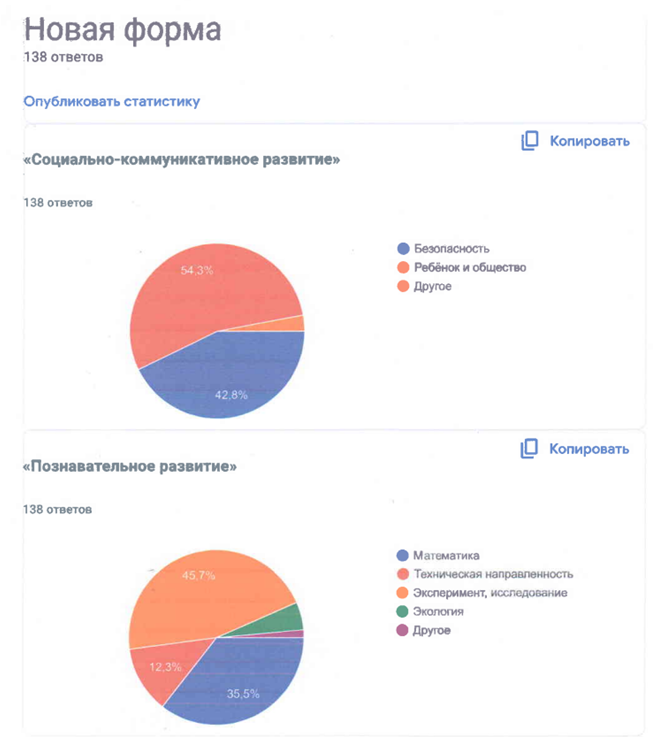 Новая форма
138 ответов
Опубликовать статистику
Копировать
«Социально-коммуникативное развитие»
138 ответов
54,3%
42,8%
Безопасность
Ребёнок и общество
Другое
Копировать
«Познавательное развитие»
138 ответов
45,7%
12,3%
35,5%
Математика
Техническая направленность
Эксперимент, исследование
Экология
Другое